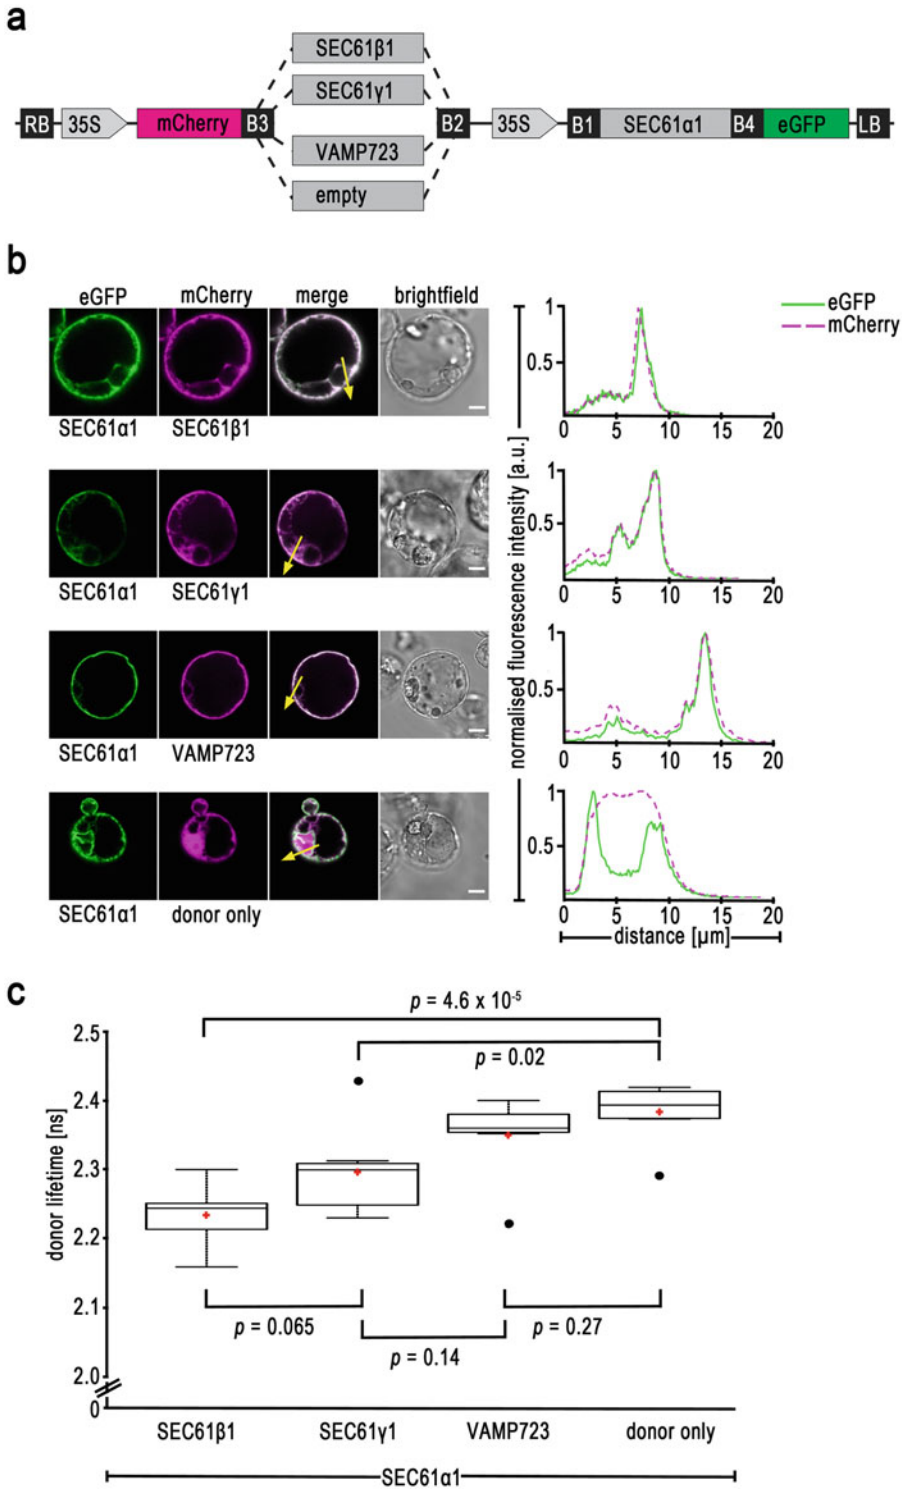 a
SEC61β1
SEC61γ1
RB 35S mCherry B3 B2 35S B1 SEC61α1 B4 eGFP LB
VAMP723
empty
b
eGFP mCherry merge brightfield
SEC61α1 SEC61β1
SEC61α1 SEC61γ1
SEC61α1 VAMP723
SEC61α1 donor only
normalised fluorescence intensity [a.u.]
eGFP
mCherry
1
0.5
0 5 10 15 20
1
0.5
0 5 10 15 20
1
0.5
0 5 10 15 20
1
0.5
0 5 10 15 20
distance [µm]
c
p = 4.6 x 10⁻⁵
p = 0.02
donor lifetime [ns]
2.5
2.4
2.3
2.2
2.1
2.0
0
p = 0.065
p = 0.27
p = 0.14
SEC61β1 SEC61γ1 VAMP723 donor only
SEC61α1